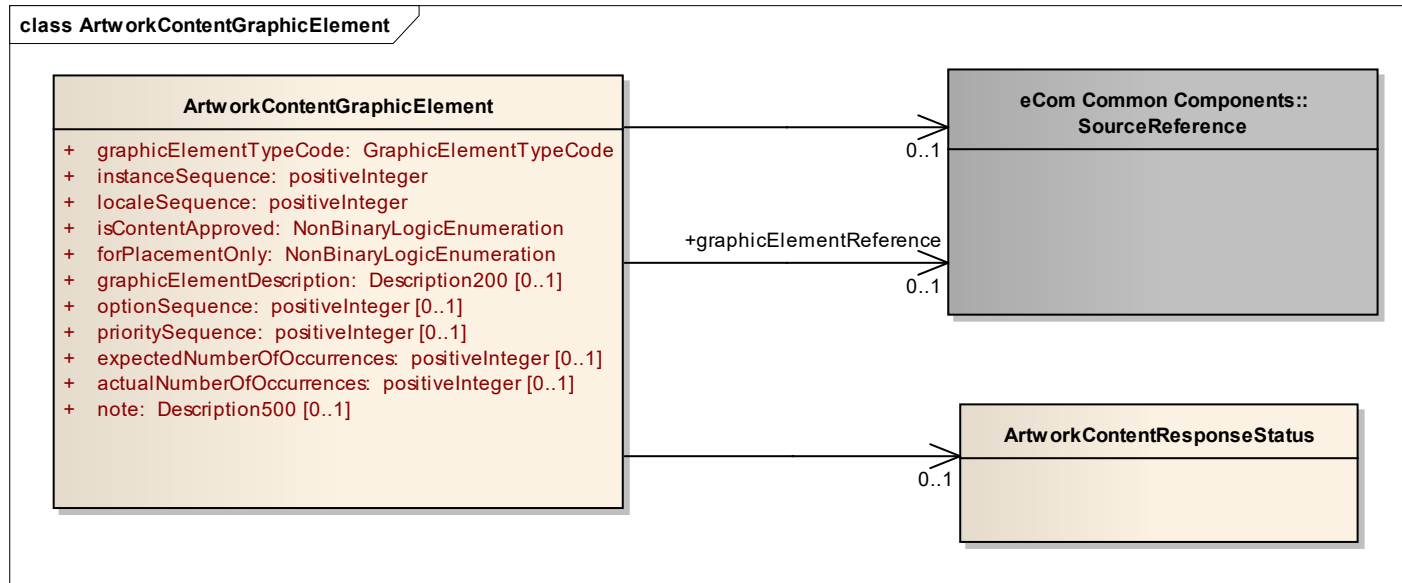 class ArtworkContentGraphicElement
ArtworkContentGraphicElement
+ graphicElementTypeCode: GraphicElementTypeCode
+ instanceSequence: positiveInteger
+ localeSequence: positiveInteger
+ isContentApproved: NonBinaryLogicEnumeration
+ forPlacementOnly: NonBinaryLogicEnumeration
+ graphicElementDescription: Description200 [0..1]
+ optionSequence: positiveInteger [0..1]
+ prioritySequence: positiveInteger [0..1]
+ expectedNumberOfOccurrences: positiveInteger [0..1]
+ actualNumberOfOccurrences: positiveInteger [0..1]
+ note: Description500 [0..1]
eCom Common Components::
SourceReference
0..1
+graphicElementReference
0..1
ArtworkContentResponseStatus
0..1